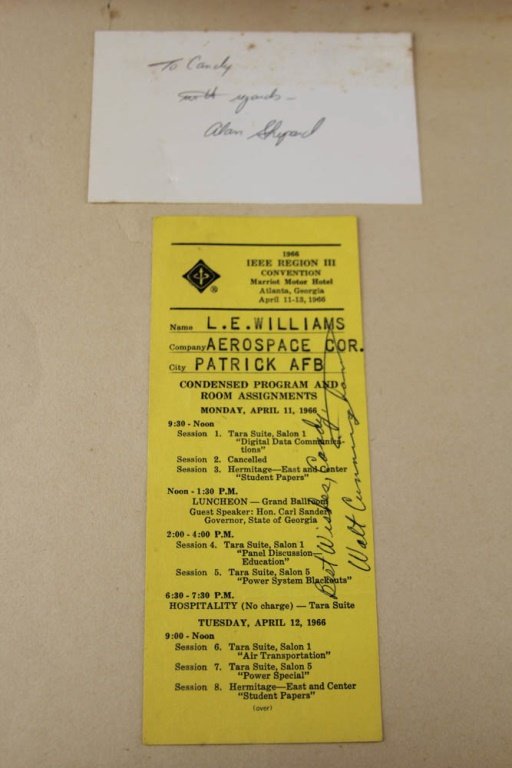 To Candy
with regards —
Alan Shepard
1966
IEEE REGION III
CONVENTION
Marriot Motor Hotel
Atlanta, Georgia
April 11-13, 1966
Name L.E.WILLIAMS
Company AEROSPACE COR.
City PATRICK AFB
CONDENSED PROGRAM AND
ROOM ASSIGNMENTS
MONDAY, APRIL 11, 1966
9:30 - Noon
Session 1. Tara Suite, Salon 1
"Digital Data Communica-
tions"
Session 2. Cancelled
Session 3. Hermitage—East and Center
"Student Papers"
Noon - 1:30 P.M.
LUNCHEON — Grand Ballroom
Guest Speaker: Hon. Carl Sanders
Governor, State of Georgia
2:00 - 4:00 P.M.
Session 4. Tara Suite, Salon 1
"Panel Discussion
Education"
Session 5. Tara Suite, Salon 5
"Power System Blackouts"
6:30 - 7:30 P.M.
HOSPITALITY (No charge) — Tara Suite
TUESDAY, APRIL 12, 1966
9:00 - Noon
Session 6. Tara Suite, Salon 1
"Air Transportation"
Session 7. Tara Suite, Salon 5
"Power Special"
Session 8. Hermitage—East and Center
"Student Papers"
(over)
Best Wishes, Candy,
Walt Cunningham